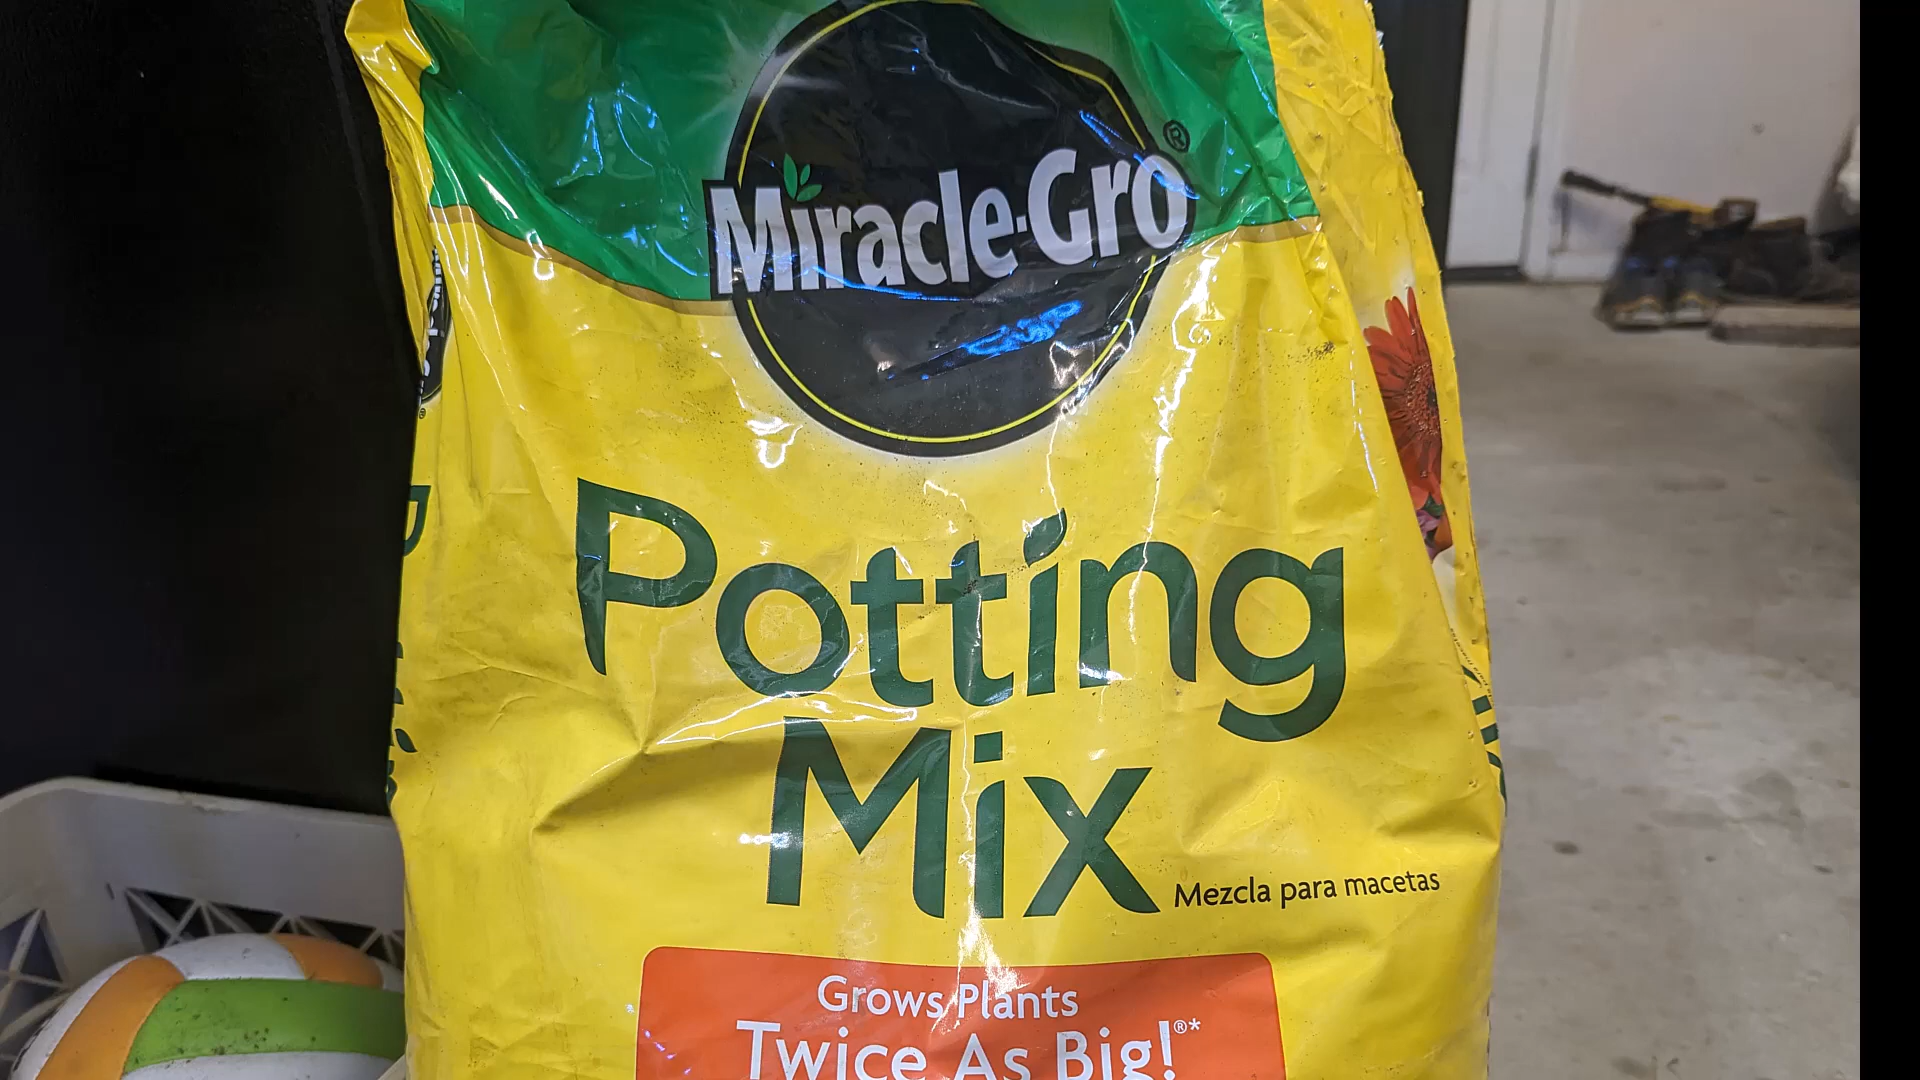 Miracle-Gro®
Potting
Mix
Mezcla para macetas
Grows Plants
Twice As Big!®*